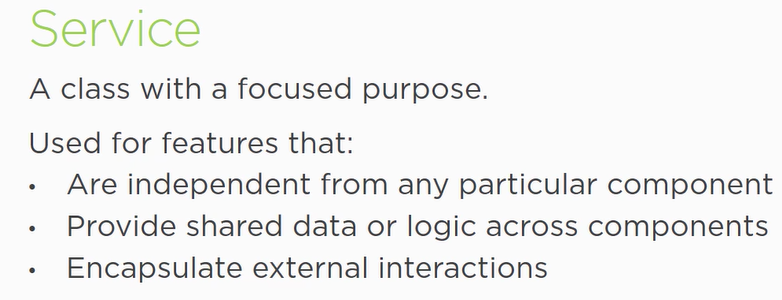 Service
A class with a focused purpose.
Used for features that:
• Are independent from any particular component
• Provide shared data or logic across components
• Encapsulate external interactions